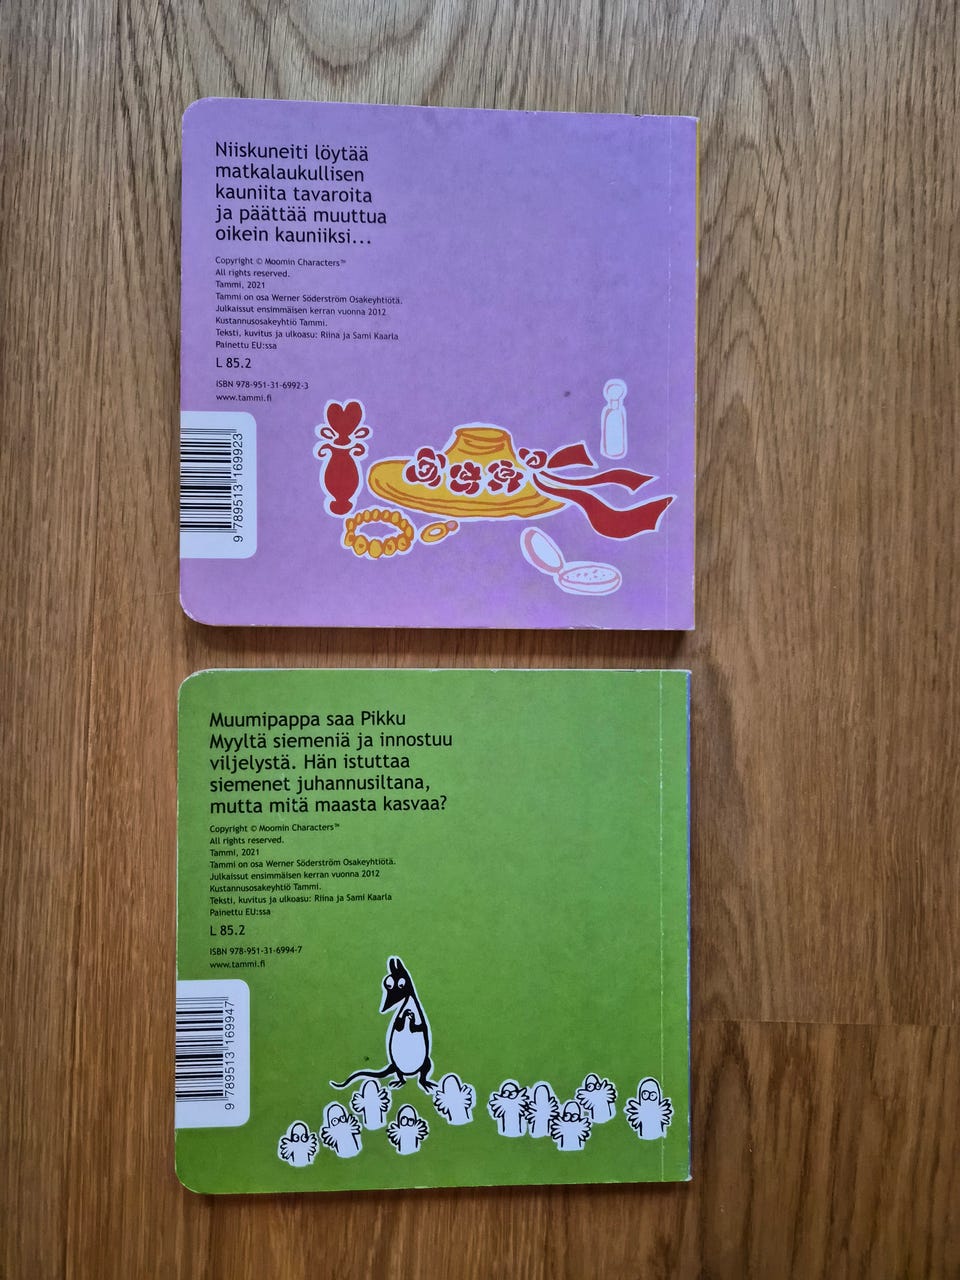 Niiskuneiti löytää
matkalaukullisen
kauniita tavaroita
ja päättää muuttua
oikein kauniiksi...
Copyright © Moomin Characters™
All rights reserved.
Tammi, 2021
Tammi on osa Werner Söderström Osakeyhtiötä.
Julkaissut ensimmäisen kerran vuonna 2012
Kustannusosakeyhtiö Tammi.
Teksti, kuvitus ja ulkoasu: Riina ja Sami Kaarla
Painettu EU:ssa
L 85.2
ISBN 978-951-31-6992-3
www.tammi.fi
9 789513 169923
Muumipappa saa Pikku
Myyltä siemeniä ja innostuu
viljelystä. Hän istuttaa
siemenet juhannusiltana,
mutta mitä maasta kasvaa?
Copyright © Moomin Characters™
All rights reserved.
Tammi, 2021
Tammi on osa Werner Söderström Osakeyhtiötä.
Julkaissut ensimmäisen kerran vuonna 2012
Kustannusosakeyhtiö Tammi.
Teksti, kuvitus ja ulkoasu: Riina ja Sami Kaarla
Painettu EU:ssa
L 85.2
ISBN 978-951-31-6994-7
www.tammi.fi
9 789513 169947